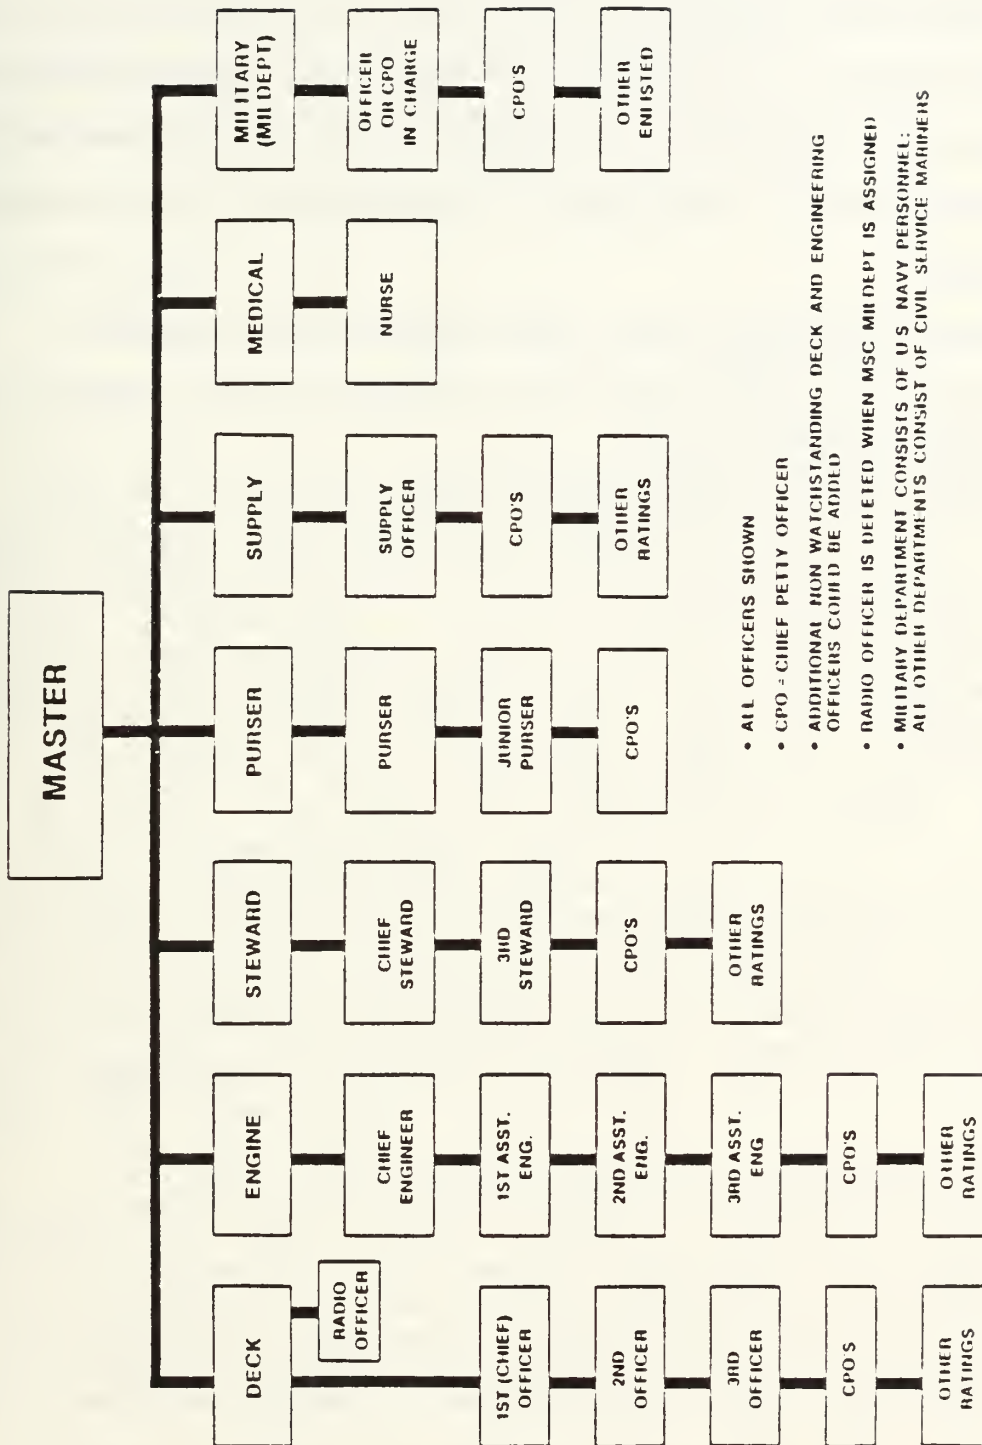 MASTER
DECK
RADIO
OFFICER
1ST (CHIEF)
OFFICER
2ND
OFFICER
3RD
OFFICER
CPO'S
OTHER
RATINGS
ENGINE
CHIEF
ENGINEER
1ST ASST.
ENG.
2ND ASST.
ENG.
3RD ASST.
ENG
CPO'S
OTHER
RATINGS
STEWARD
CHIEF
STEWARD
3RD
STEWARD
CPO'S
OTHER
RATINGS
PURSER
PURSER
JUNIOR
PURSER
CPO'S
SUPPLY
SUPPLY
OFFICER
CPO'S
OTHER
RATINGS
MEDICAL
NURSE
MILITARY
(MILDEPT)
OFFICER
OR CPO
IN CHARGE
CPO'S
OTHER
ENLISTED
• ALL OFFICERS SHOWN
• CPO = CHIEF PETTY OFFICER
• ADDITIONAL NON WATCHSTANDING DECK AND ENGINEERING
OFFICERS COULD BE ADDED
• RADIO OFFICER IS DELETED WHEN MSC MILDEPT IS ASSIGNED
• MILITARY DEPARTMENT CONSISTS OF U S NAVY PERSONNEL;
ALL OTHER DEPARTMENTS CONSIST OF CIVIL SERVICE MARINERS